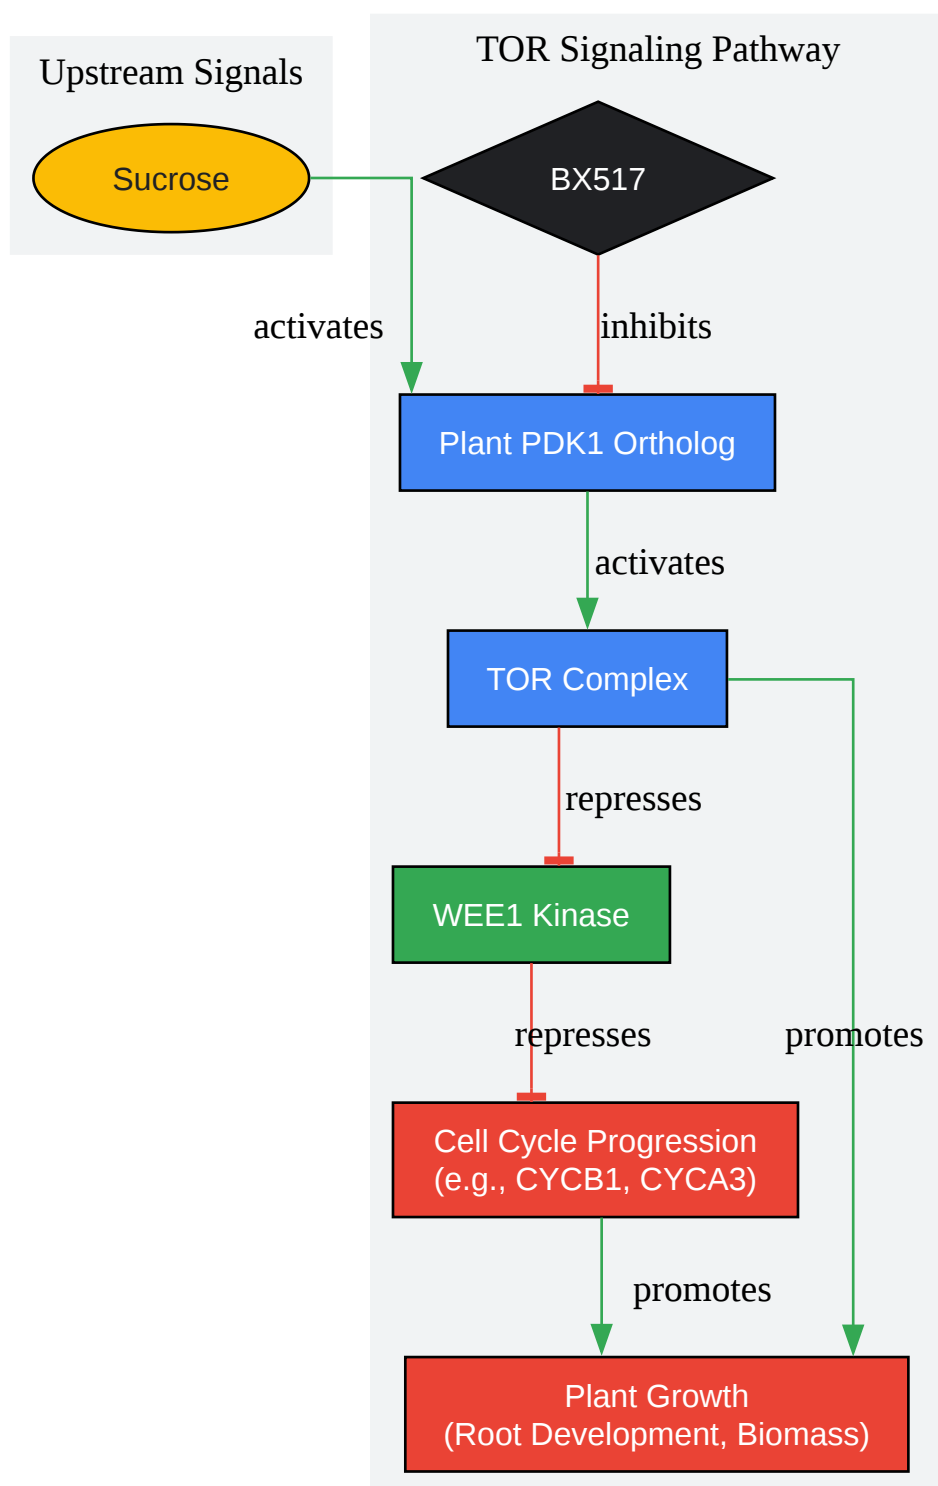 TOR Signaling Pathway
Upstream Signals
Sucrose
BX517
activates
inhibits
Plant PDK1 Ortholog
activates
TOR Complex
represses
WEE1 Kinase
represses
promotes
Cell Cycle Progression
(e.g., CYCB1, CYCA3)
promotes
Plant Growth
(Root Development, Biomass)